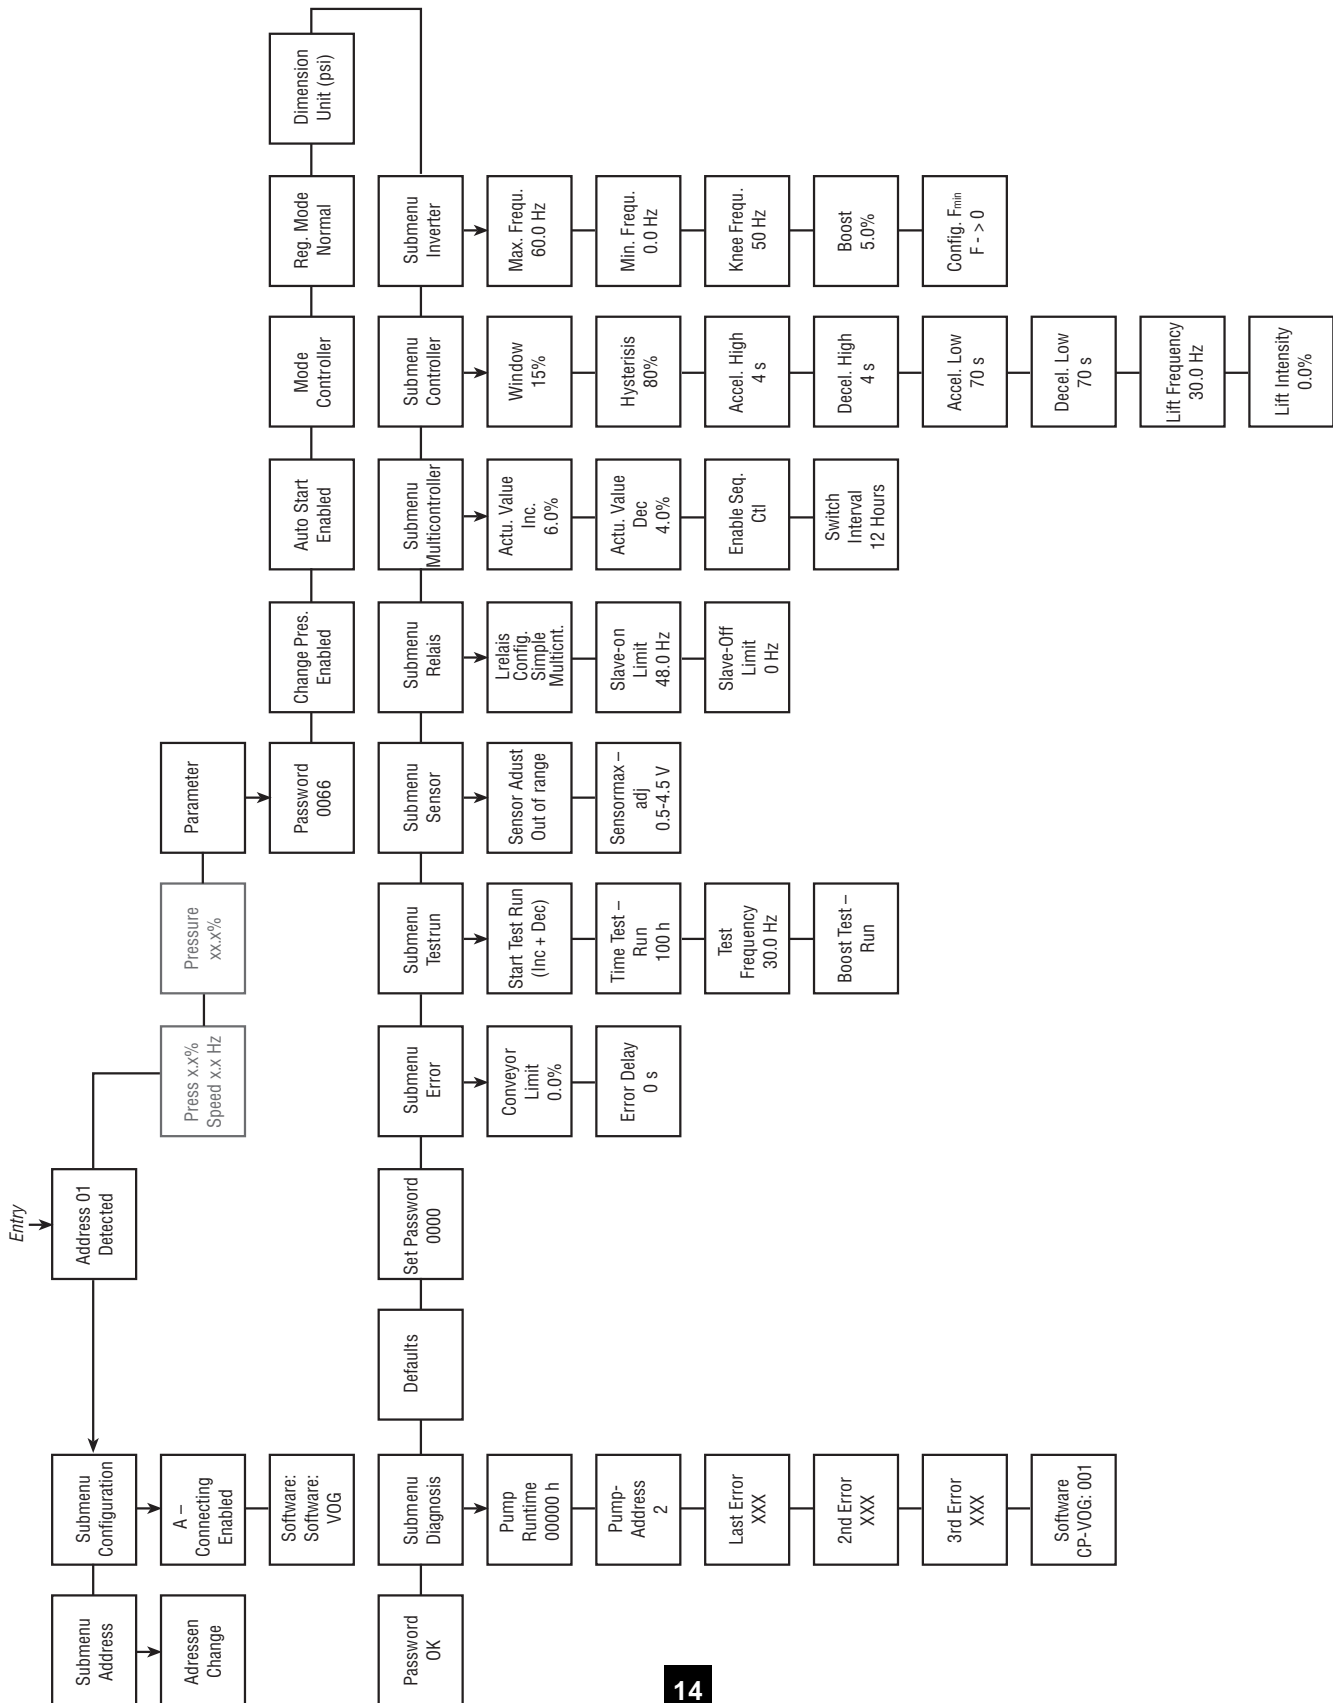 Entry
Submenu
Address
Adressen
Change
Submenu
Configuration
A –
Connecting
Enabled
Software:
Software:
VOG
Address 01
Detected
Press x.x%
Speed x.x Hz
Pressure
xx.x%
Parameter
Password
0066
Change Pres.
Enabled
Auto Start
Enabled
Mode
Controller
Reg. Mode
Normal
Dimension
Unit (psi)
Password
OK
Submenu
Diagnosis
Pump
Runtime
00000 h
Pump-
Address
2
Last Error
XXX
2nd Error
XXX
3rd Error
XXX
Software
CP-VOG: 001
Defaults
Set Password
0000
Submenu
Error
Conveyor
Limit
0.0%
Error Delay
0 s
Submenu
Testrun
Start Test Run
(Inc + Dec)
Time Test –
Run
100 h
Test
Frequency
30.0 Hz
Boost Test –
Run
Submenu
Sensor
Sensor Adust
Out of range
Sensormax –
adj
0.5-4.5 V
Submenu
Relais
Lrelais
Config.
Simple
Multicnt.
Slave-on
Limit
48.0 Hz
Slave-Off
Limit
0 Hz
Submenu
Multicontroller
Actu. Value
Inc.
6.0%
Actu. Value
Dec
4.0%
Enable Seq.
Ctl
Switch
Interval
12 Hours
Submenu
Controller
Window
15%
Hysterisis
80%
Accel. High
4 s
Decel. High
4 s
Accel. Low
70 s
Decel. Low
70 s
Lift Frequency
30.0 Hz
Lift Intensity
0.0%
Submenu
Inverter
Max. Frequ.
60.0 Hz
Min. Frequ.
0.0 Hz
Knee Frequ.
50 Hz
Boost
5.0%
Config. Fmin
F - > 0
14